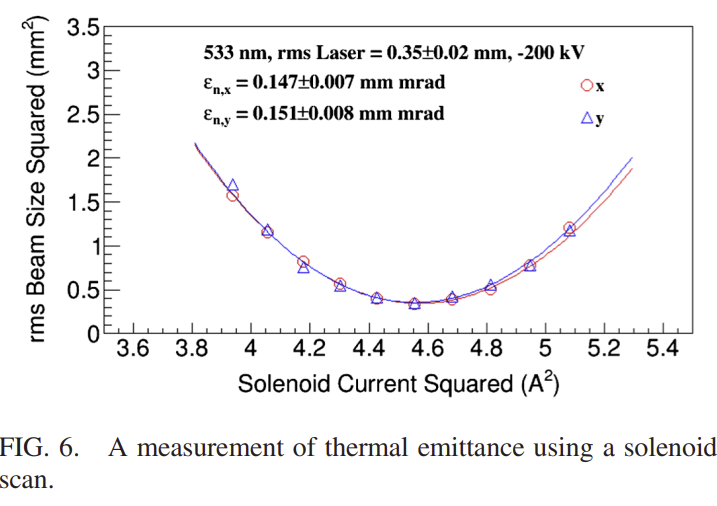 rms Beam Size Squared (mm²)
3.5
3
2.5
2
1.5
1
0.5
0
533 nm, rms Laser = 0.35±0.02 mm, -200 kV
εn,x = 0.147±0.007 mm mrad
εn,y = 0.151±0.008 mm mrad
x
y
3.6 3.8 4 4.2 4.4 4.6 4.8 5 5.2 5.4
Solenoid Current Squared (A²)
FIG. 6. A measurement of thermal emittance using a solenoid
scan.